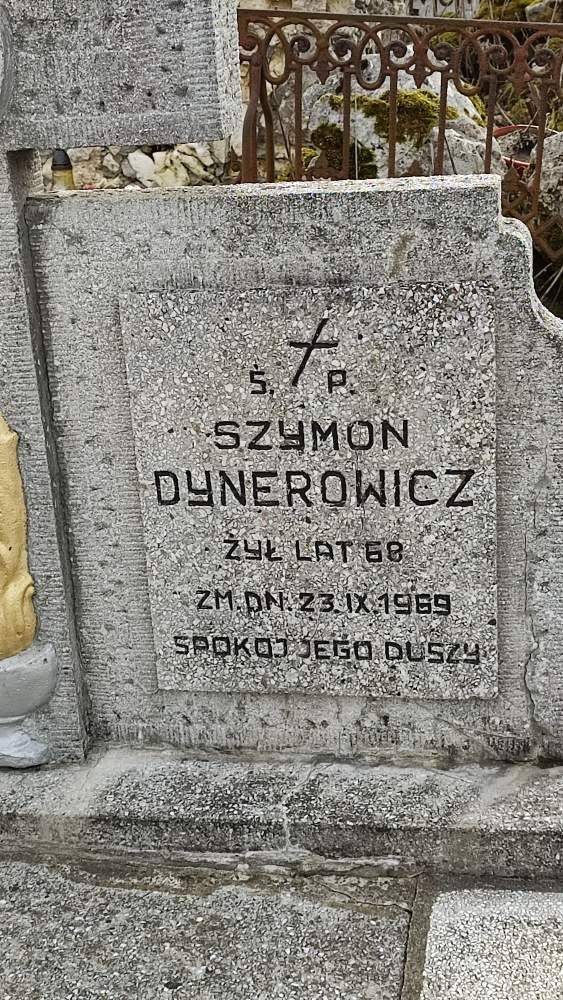 Ś. P.
SZYMON
DYNEROWICZ
ŻYŁ LAT 68
ZM. DN. 23.IX.1969
SPOKÓJ JEGO DUSZY